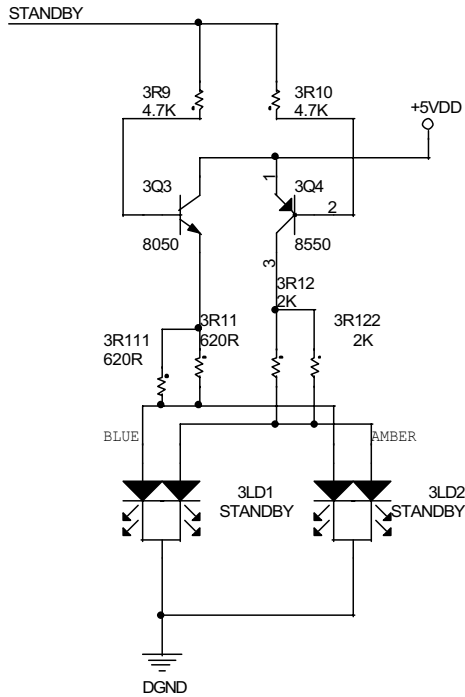 STANDBY
3R9
4.7K
3R10
4.7K
+5VDD
3Q3
8050
1
3Q4
2
8550
3
3R12
2K
3R11
620R
3R111
620R
3R122
2K
BLUE
AMBER
3LD1
STANDBY
3LD2
STANDBY
DGND